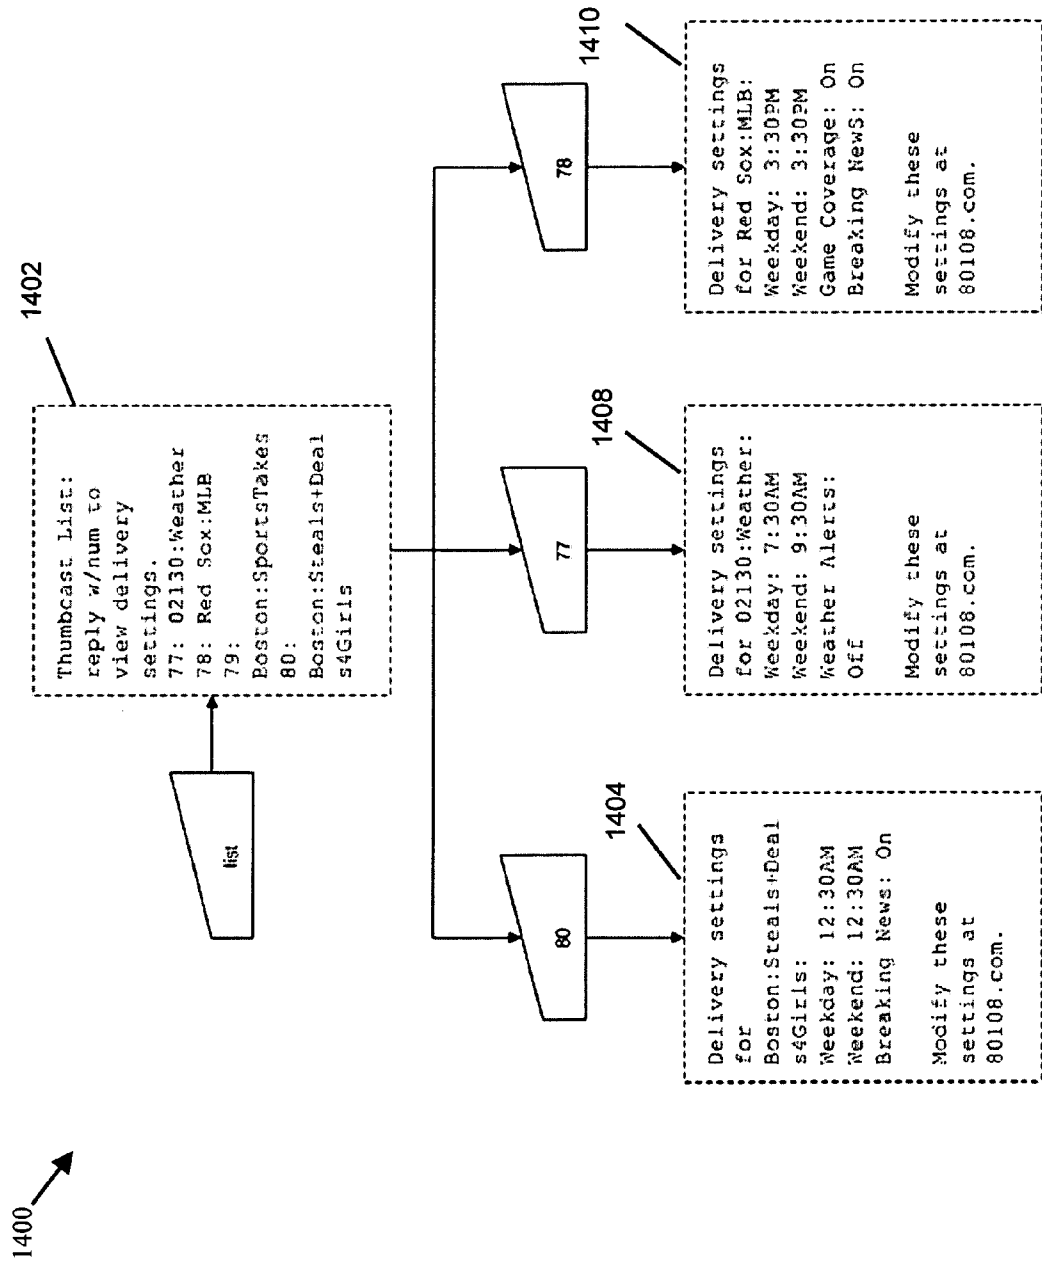 1400
list
1402
Thumbcast List:
reply w/num to
view delivery
settings.
77: 02130:Weather
78: Red Sox:MLB
79:
Boston:SportsTakes
80:
Boston:Steals+Deal
s4Girls
80
77
78
1404
Delivery settings
for
Boston:Steals+Deal
s4Girls:
Weekday: 12:30AM
Weekend: 12:30AM
Breaking News: On
Modify these
settings at
80108.com.
1408
Delivery settings
for 02130:Weather:
Weekday: 7:30AM
Weekend: 9:30AM
Weather Alerts:
Off
Modify these
settings at
80108.com.
1410
Delivery settings
for Red Sox:MLB:
Weekday: 3:30PM
Weekend: 3:30PM
Game Coverage: On
Breaking NewS: On
Modify these
settings at
80108.com.